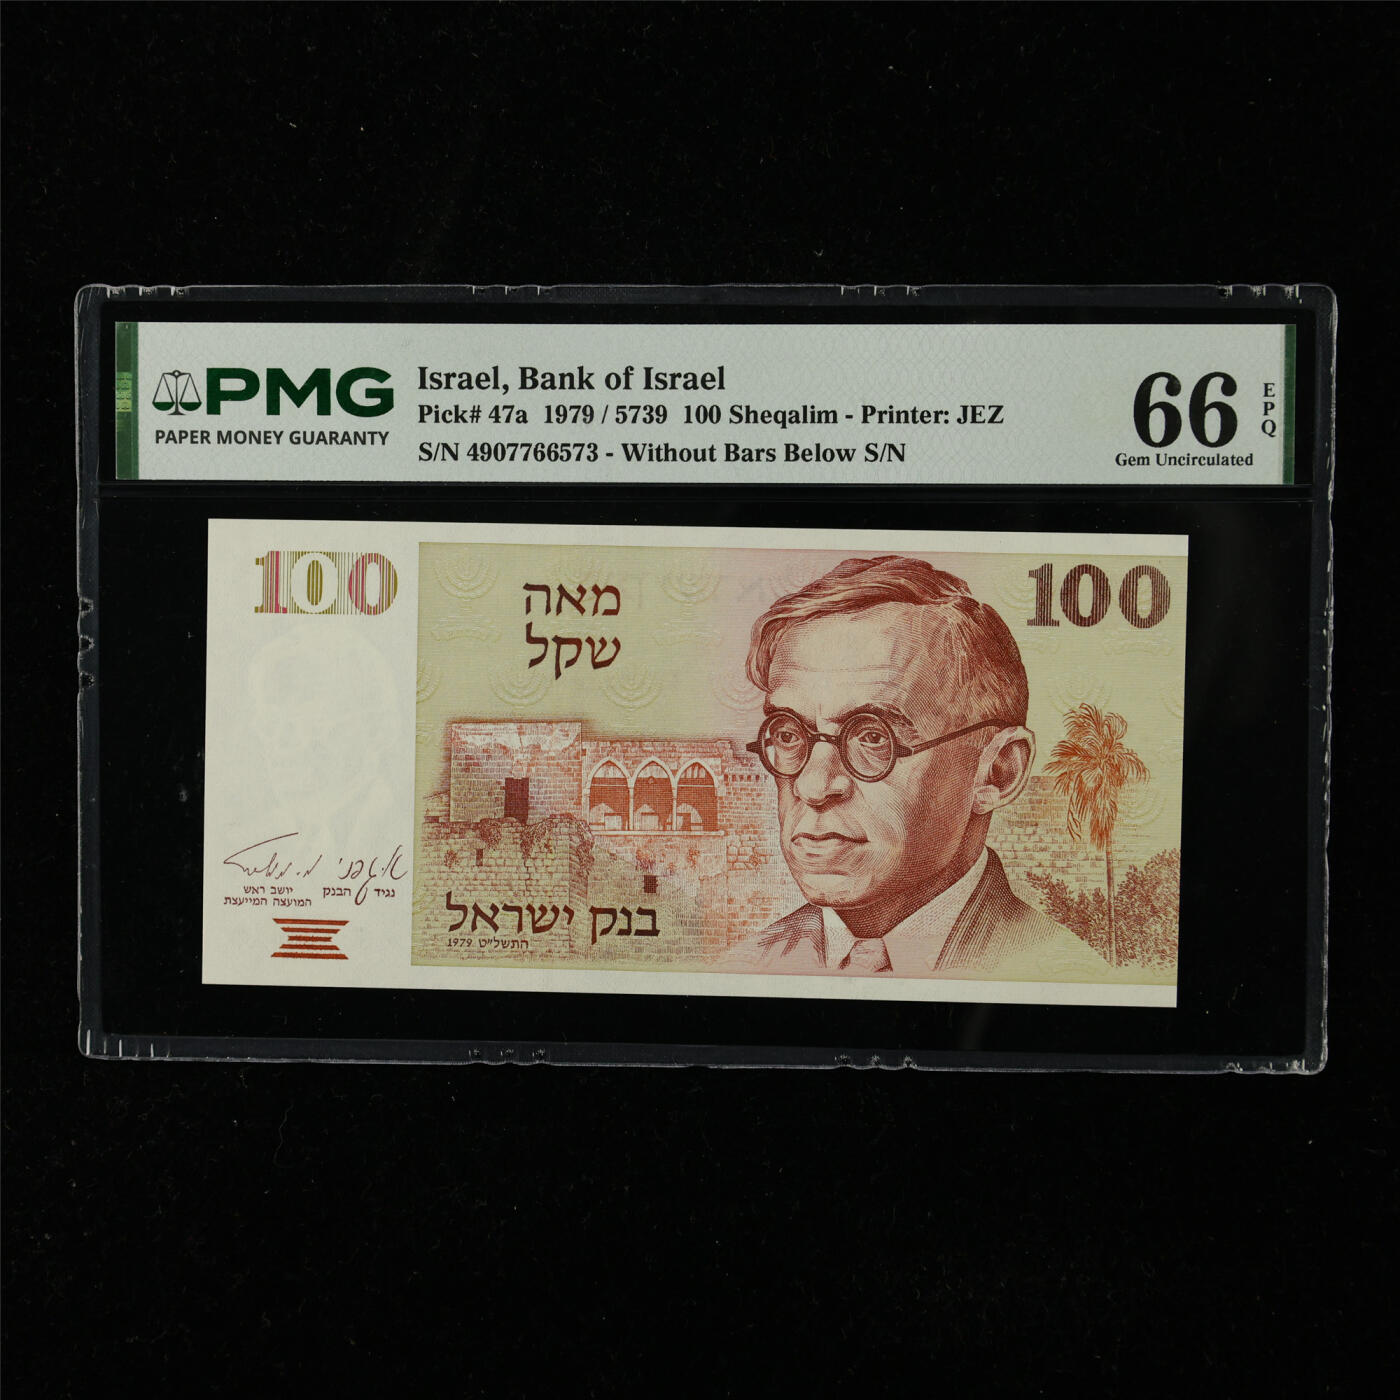 PMG
PAPER MONEY GUARANTY
Israel, Bank of Israel
Pick# 47a 1979 / 5739 100 Sheqalim - Printer: JEZ
S/N 4907766573 - Without Bars Below S/N
66
EPQ
Gem Uncirculated
100
מאה
שקל
100
יושב ראש
המועצה המייעצת
נגיד הבנק
בנק ישראל
התשל״ט 1979